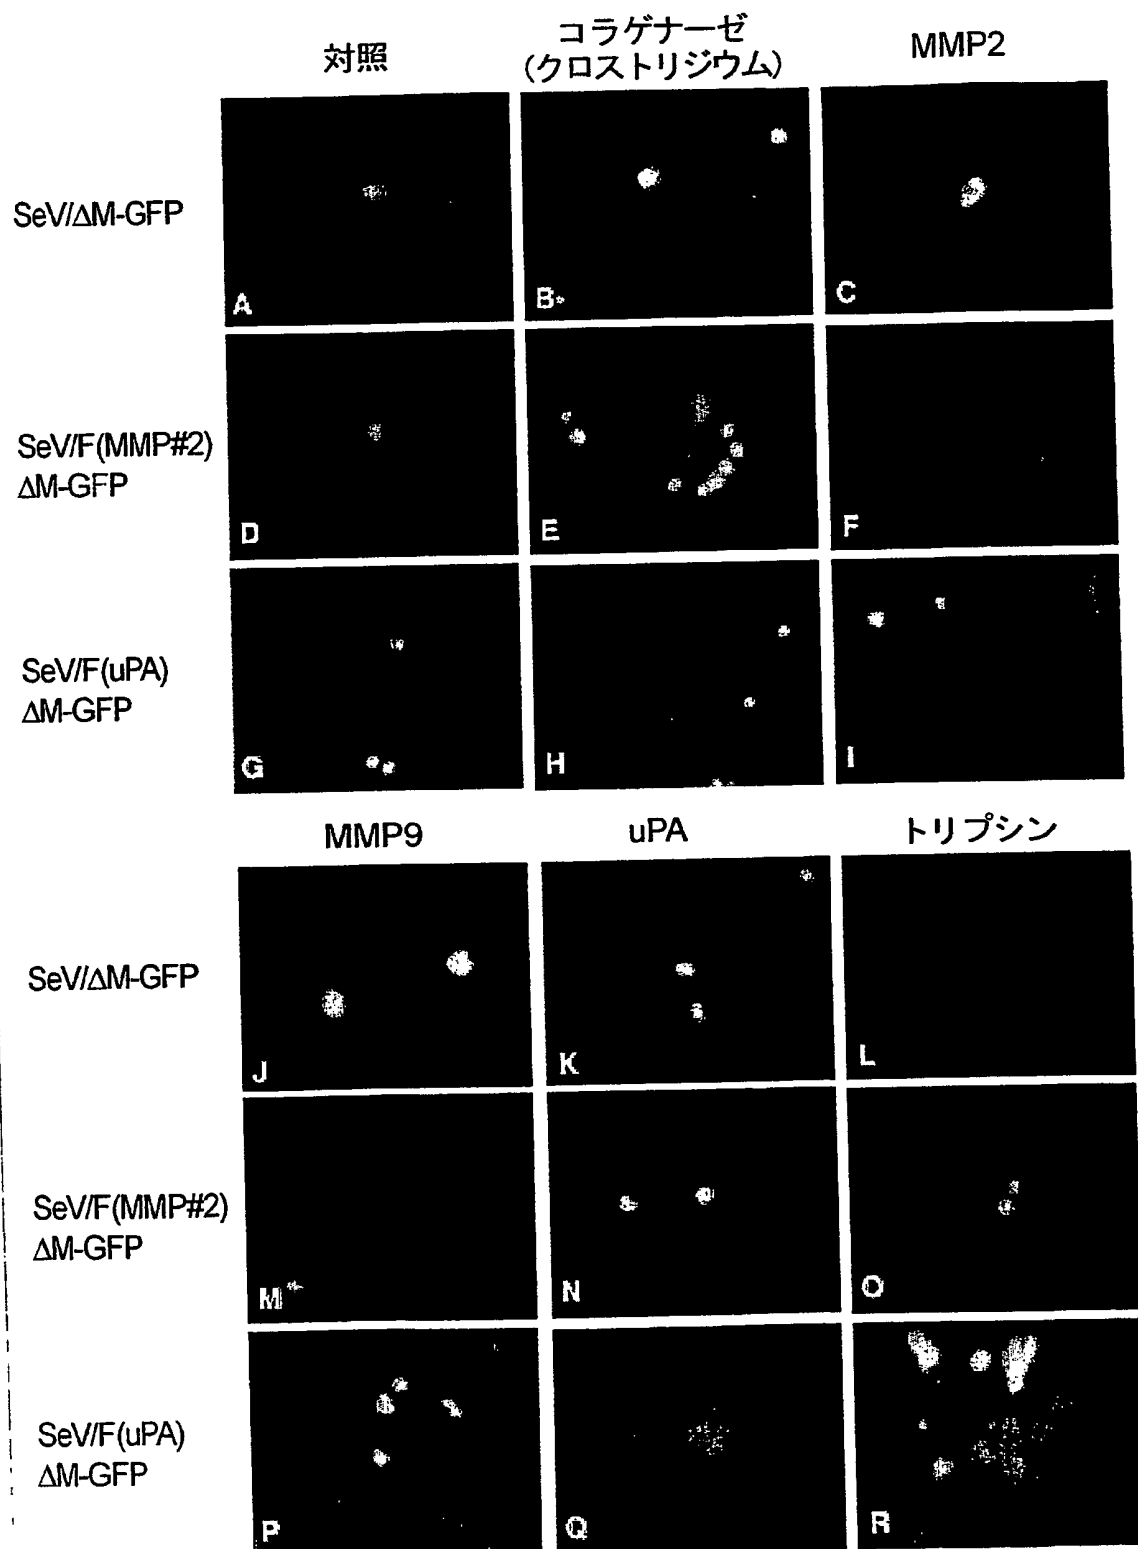 対照
コラゲナーゼ
(クロストリジウム)
MMP2
SeV/ΔM-GFP
A
B
C
SeV/F(MMP#2)
ΔM-GFP
D
E
F
SeV/F(uPA)
ΔM-GFP
G
H
I
MMP9
uPA
トリプシン
SeV/ΔM-GFP
J
K
L
SeV/F(MMP#2)
ΔM-GFP
M
N
O
SeV/F(uPA)
ΔM-GFP
P
Q
R